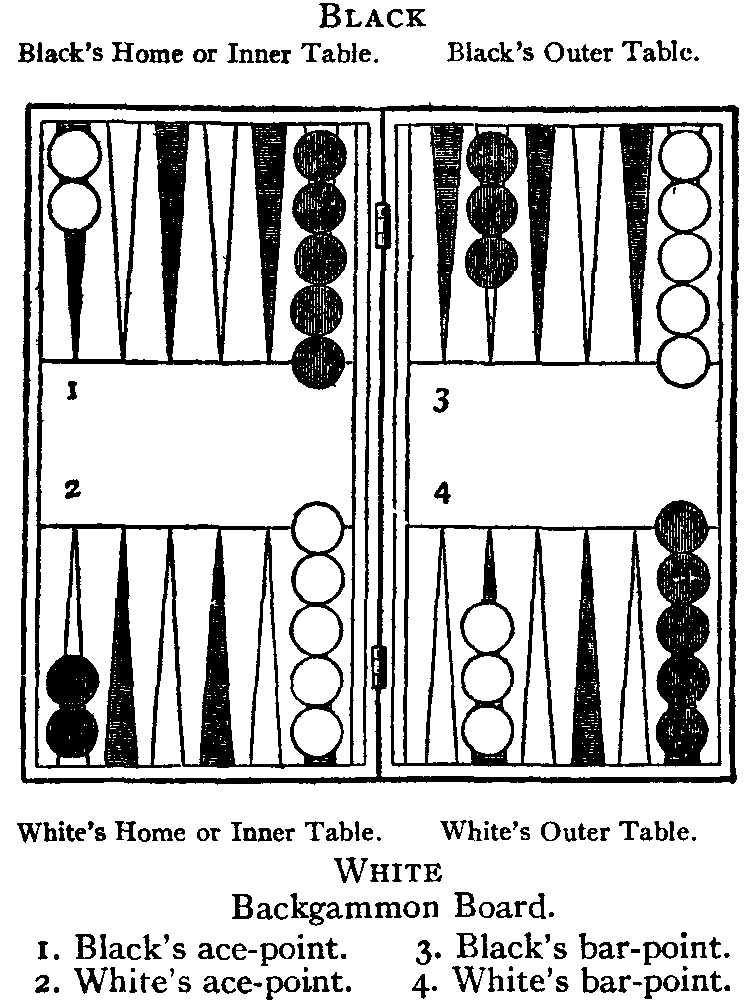 BLACK
Black's Home or Inner Table. Black's Outer Table.
1 3
2 4
White's Home or Inner Table. White's Outer Table.
WHITE
Backgammon Board.
1. Black's ace-point. 3. Black's bar-point.
2. White's ace-point. 4. White's bar-point.